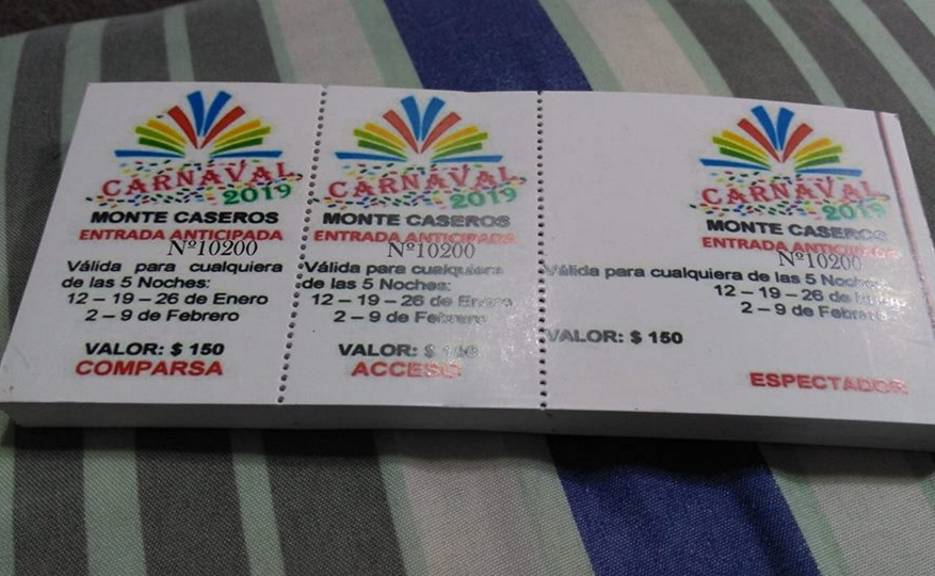 CARNAVAL
2019
MONTE CASEROS
ENTRADA ANTICIPADA
Nº10200
Válida para cualquiera
de las 5 Noches:
12 – 19 – 26 de Enero
2 – 9 de Febrero
VALOR: $ 150
COMPARSA
CARNAVAL
2019
MONTE CASEROS
ENTRADA ANTICIPADA
Nº10200
Válida para cualquiera
de las 5 Noches:
12 – 19 – 26 de Enero
2 – 9 de Febrero
VALOR: $
ACCESO
CARNAVAL
2019
MONTE CASEROS
ENTRADA ANTICIPADA
Nº10200
Válida para cualquiera de las 5 Noches:
12 – 19 – 26 de
2 – 9 de Febrero
VALOR: $ 150
ESPECTADOR